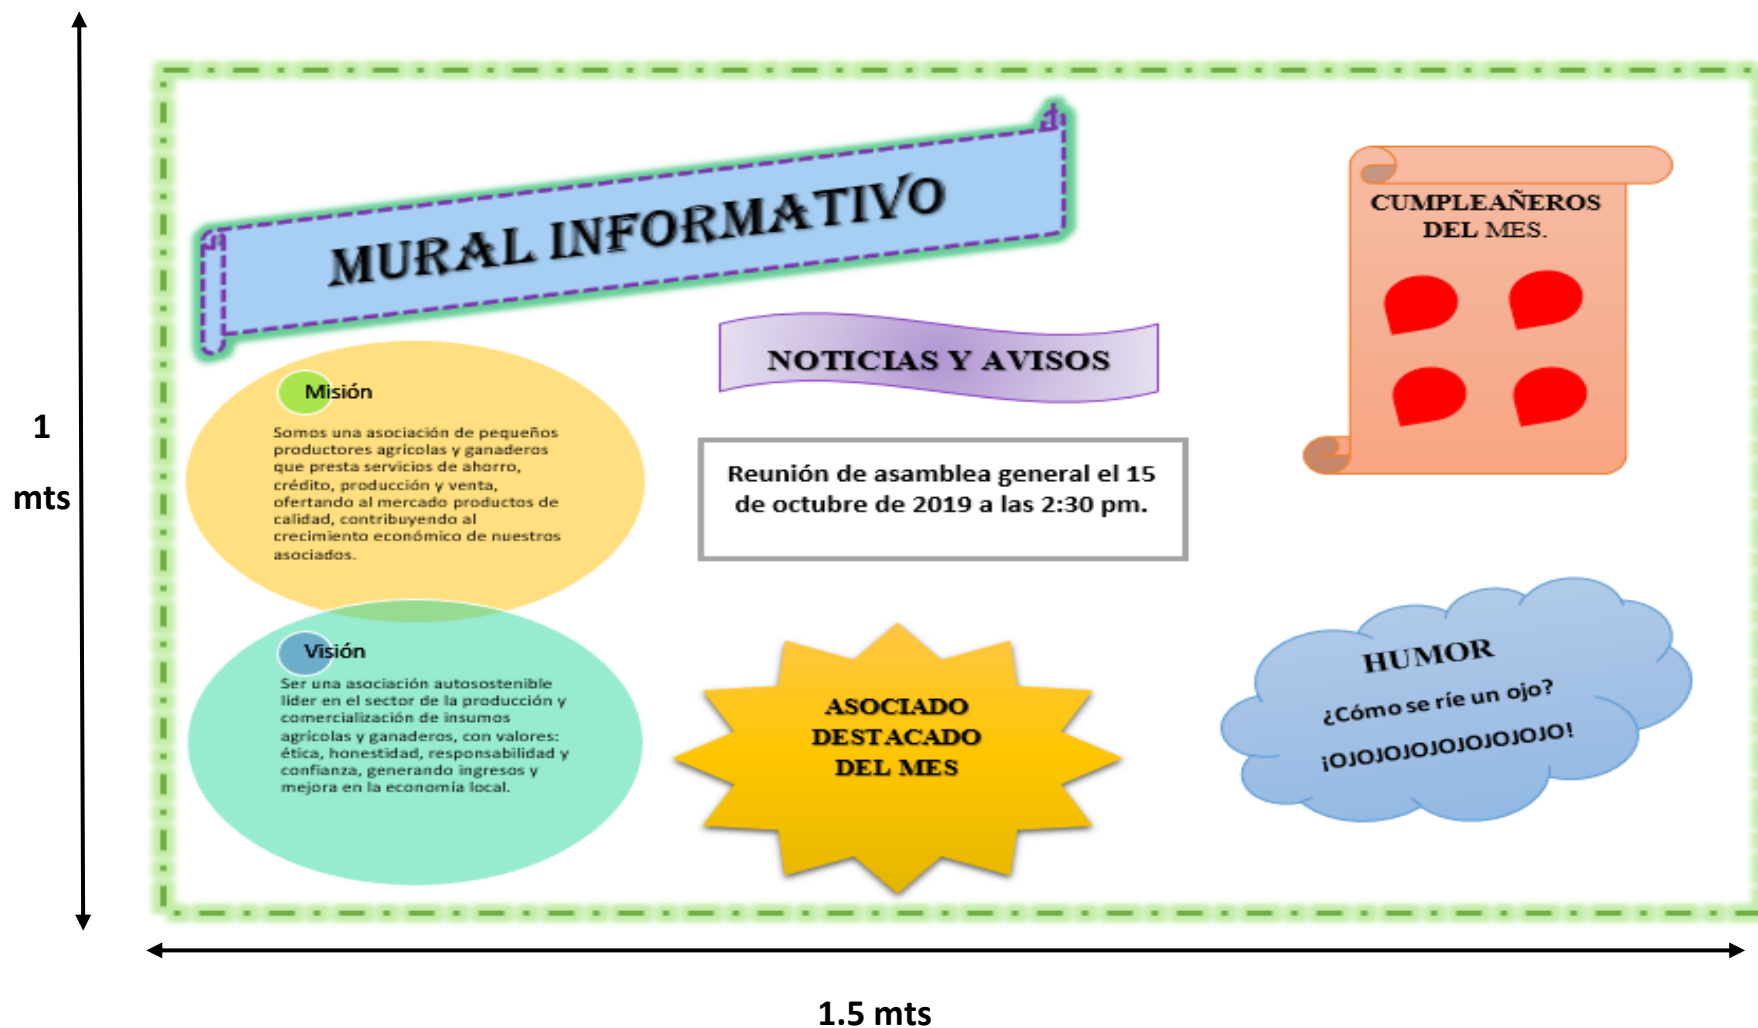 MURAL INFORMATIVO
CUMPLEAÑEROS
DEL MES.
NOTICIAS Y AVISOS
Misión
Somos una asociación de pequeños
productores agrícolas y ganaderos
que presta servicios de ahorro,
crédito, producción y venta,
ofertando al mercado productos de
calidad, contribuyendo al
crecimiento económico de nuestros
asociados.
Reunión de asamblea general el 15
de octubre de 2019 a las 2:30 pm.
1
mts
Visión
Ser una asociación autosostenible
líder en el sector de la producción y
comercialización de insumos
agrícolas y ganaderos, con valores:
ética, honestidad, responsabilidad y
confianza, generando ingresos y
mejora en la economía local.
ASOCIADO
DESTACADO
DEL MES
HUMOR
¿Cómo se ríe un ojo?
¡OJOJOJOJOJOJOJOJO!
1.5 mts